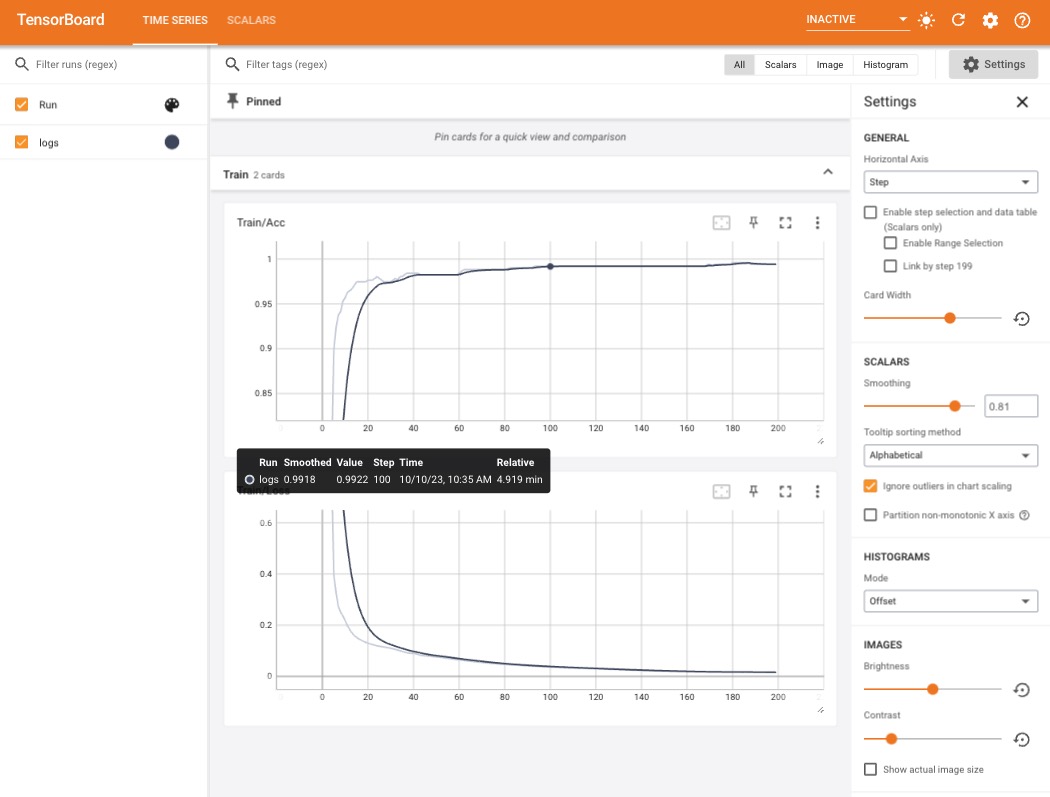 TensorBoard TIME SERIES SCALARS INACTIVE
Filter runs (regex)
Run
logs
Filter tags (regex) All Scalars Image Histogram Settings
Pinned
Pin cards for a quick view and comparison
Train 2 cards
Train/Acc
1
0.95
0.9
0.85
0 20 40 60 80 100 120 140 160 180 200
Run Smoothed Value Step Time Relative
logs 0.9918 0.9922 100 10/10/23, 10:35 AM 4.919 min
Train/Loss
0.6
0.4
0.2
0
0 20 40 60 80 100 120 140 160 180 200
Settings
GENERAL
Horizontal Axis
Step
Enable step selection and data table
(Scalars only)
Enable Range Selection
Link by step 199
Card Width
SCALARS
Smoothing
0.81
Tooltip sorting method
Alphabetical
Ignore outliers in chart scaling
Partition non-monotonic X axis
HISTOGRAMS
Mode
Offset
IMAGES
Brightness
Contrast
Show actual image size